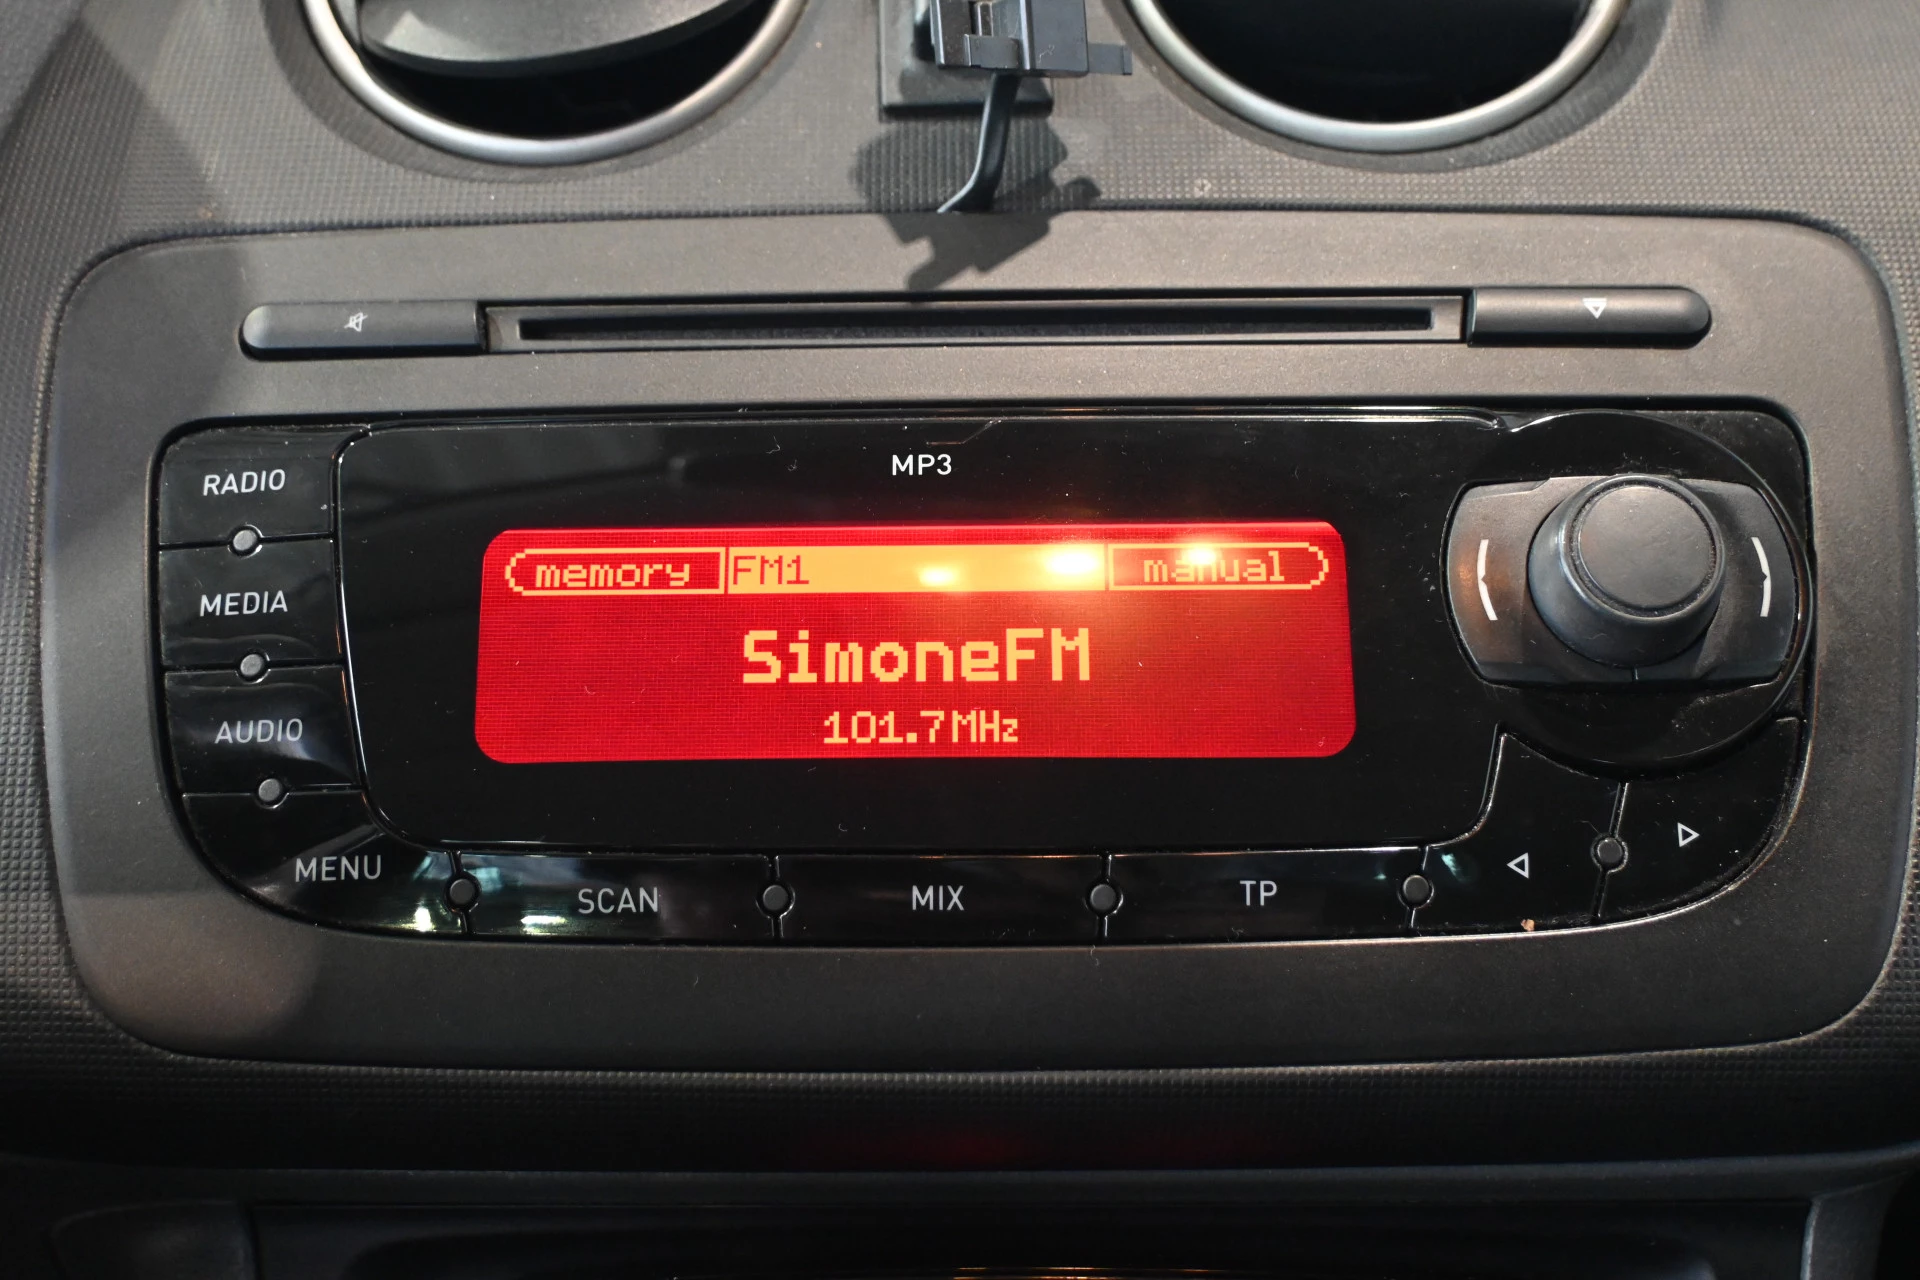 MP3
RADIO
MEDIA
AUDIO
MENU
memory FM1 manual
SimoneFM
101.7MHz
SCAN MIX TP